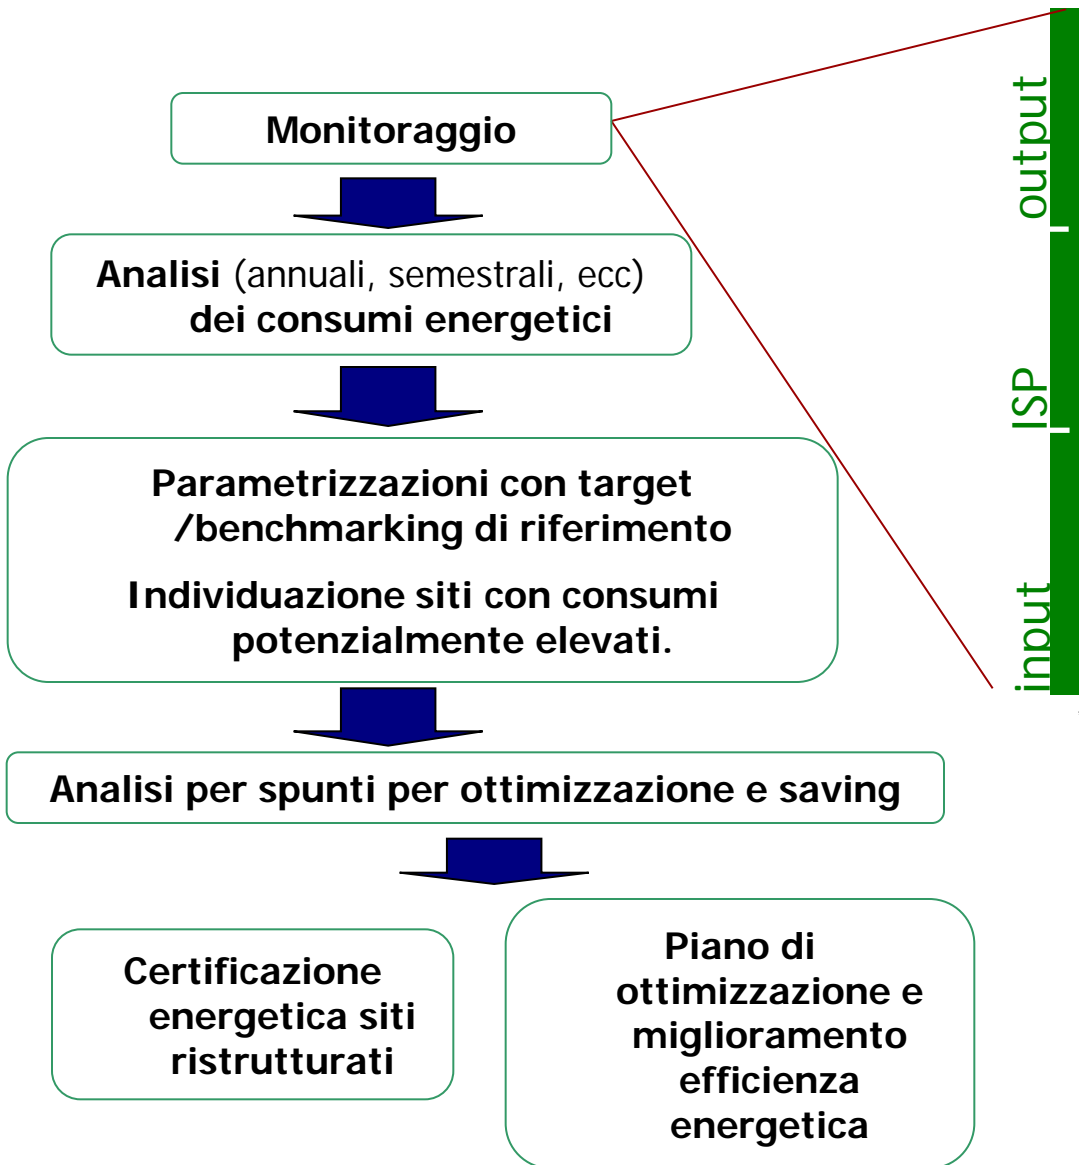 Monitoraggio
Analisi (annuali, semestrali, ecc)
dei consumi energetici
Parametrizzazioni con target
/benchmarking di riferimento
Individuazione siti con consumi
potenzialmente elevati.
Analisi per spunti per ottimizzazione e saving
Certificazione
energetica siti
ristrutturati
Piano di
ottimizzazione e
miglioramento
efficienza
energetica
output
ISP
input